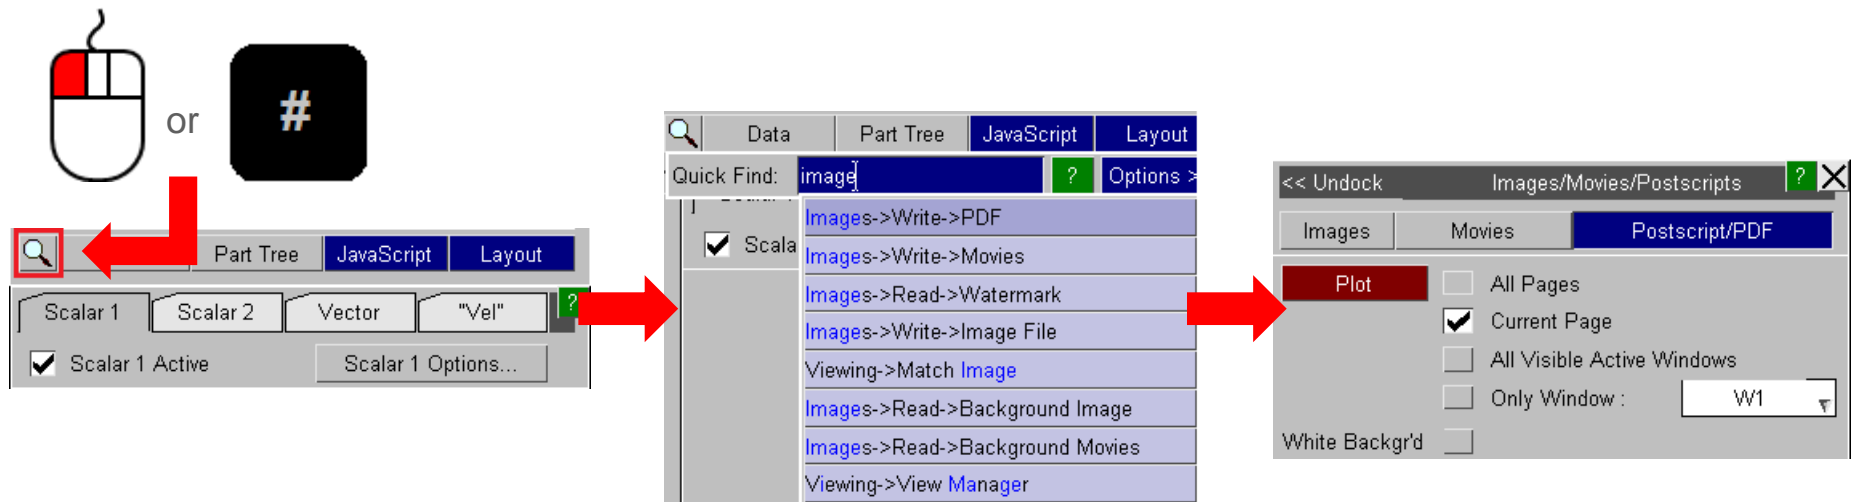 or
#
Part Tree JavaScript Layout
Scalar 1 Scalar 2 Vector "Vel" ?
Scalar 1 Active Scalar 1 Options...
Data Part Tree JavaScript Layout
Quick Find: image ? Options >
Images->Write->PDF
Scala
Images->Write->Movies
Images->Read->Watermark
Images->Write->Image File
Viewing->Match Image
Images->Read->Background Image
Images->Read->Background Movies
Viewing->View Manager
<< Undock Images/Movies/Postscripts ? X
Images Movies Postscript/PDF
Plot All Pages
Current Page
All Visible Active Windows
Only Window : W1
White Backgr'd